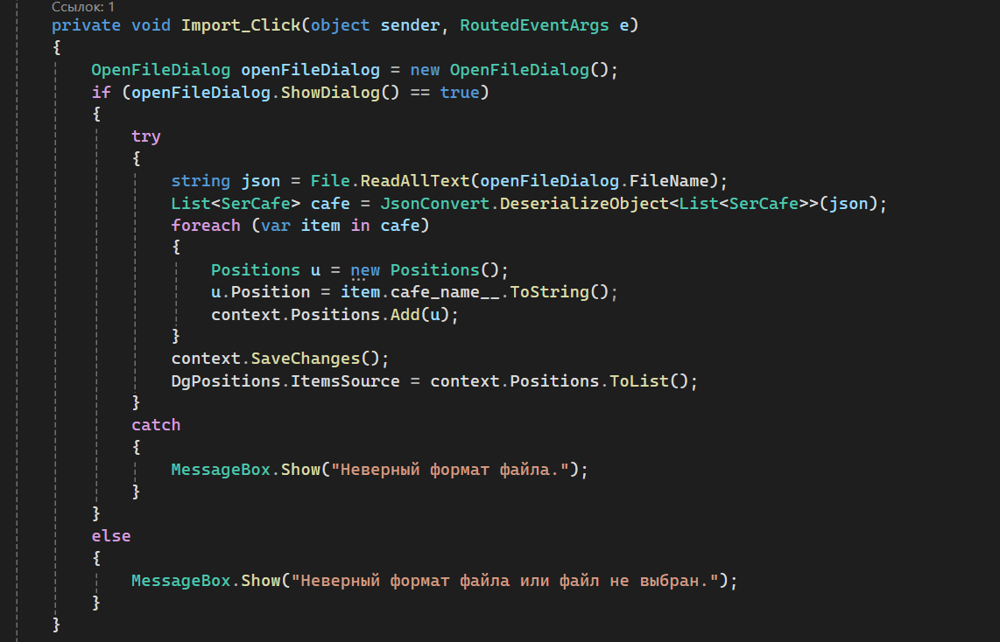 Ссылок: 1
private void Import_Click(object sender, RoutedEventArgs e)
{
OpenFileDialog openFileDialog = new OpenFileDialog();
if (openFileDialog.ShowDialog() == true)
{
try
{
string json = File.ReadAllText(openFileDialog.FileName);
List<SerCafe> cafe = JsonConvert.DeserializeObject<List<SerCafe>>(json);
foreach (var item in cafe)
{
Positions u = new Positions();
u.Position = item.cafe_name__.ToString();
context.Positions.Add(u);
}
context.SaveChanges();
DgPositions.ItemsSource = context.Positions.ToList();
}
catch
{
MessageBox.Show("Неверный формат файла.");
}
}
else
{
MessageBox.Show("Неверный формат файла или файл не выбран.");
}
}